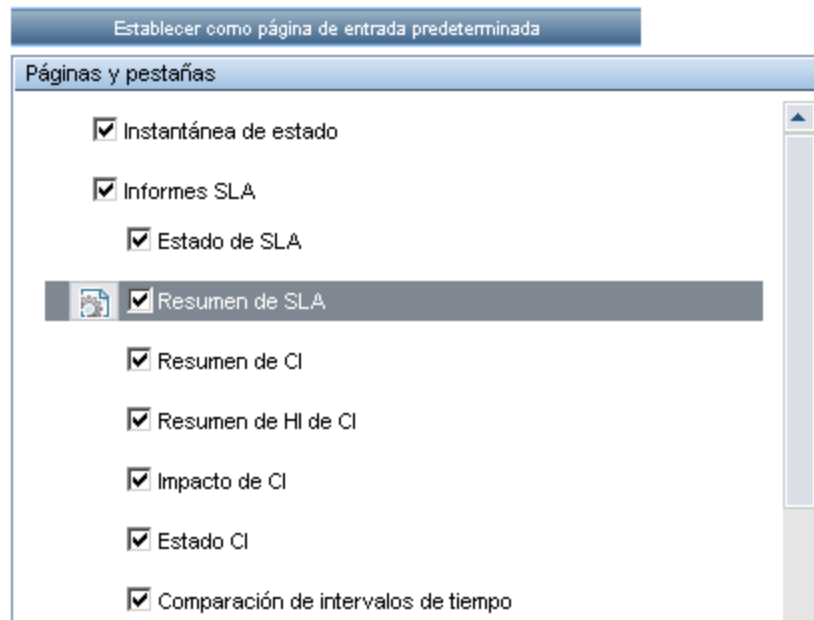 Establecer como página de entrada predeterminada
Páginas y pestañas
Instantánea de estado
Informes SLA
Estado de SLA
Resumen de SLA
Resumen de CI
Resumen de HI de CI
Impacto de CI
Estado CI
Comparación de intervalos de tiempo